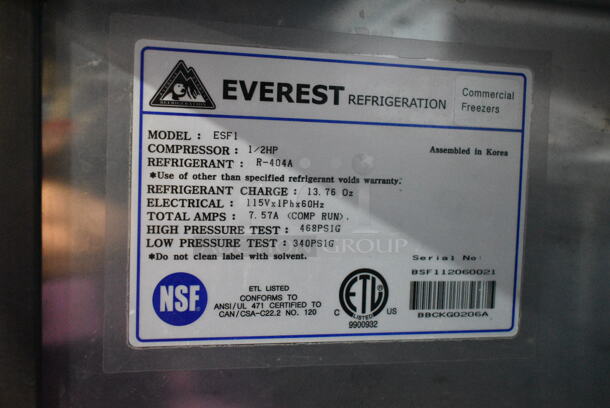 EVEREST REFRIGERATION
Commercial
Freezers
MODEL : ESF1
COMPRESSOR : 1/2HP
REFRIGERANT : R-404A
Assembled in Korea
*Use of other than specified refrigerant voids warranty.
REFRIGERANT CHARGE : 13.76 Oz
ELECTRICAL : 115Vx1Phx60Hz
TOTAL AMPS : 7.57A (COMP RUN).
HIGH PRESSURE TEST : 468PSIG
LOW PRESSURE TEST : 340PSIG
*Do not clean label with solvent.
GROUP
Serial No:
BSF112060021
BBCKG0206A
NSF
ETL LISTED
CONFORMS TO
ANSI/UL 471 CERTIFIED TO
CAN/CSA-C22.2 NO. 120
C ETL US
LISTED
9900932